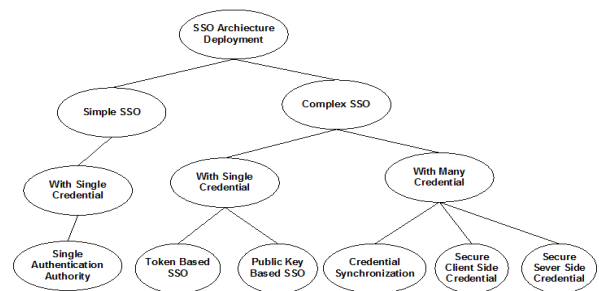 SSO Archiecture
Deployment
Simple SSO
Complex SSO
With Single
Credential
With Single
Credential
With Many
Credential
Single
Authentication
Authority
Token Based
SSO
Public Key
Based SSO
Credential
Synchronization
Secure
Client Side
Credential
Secure
Sever Side
Credential